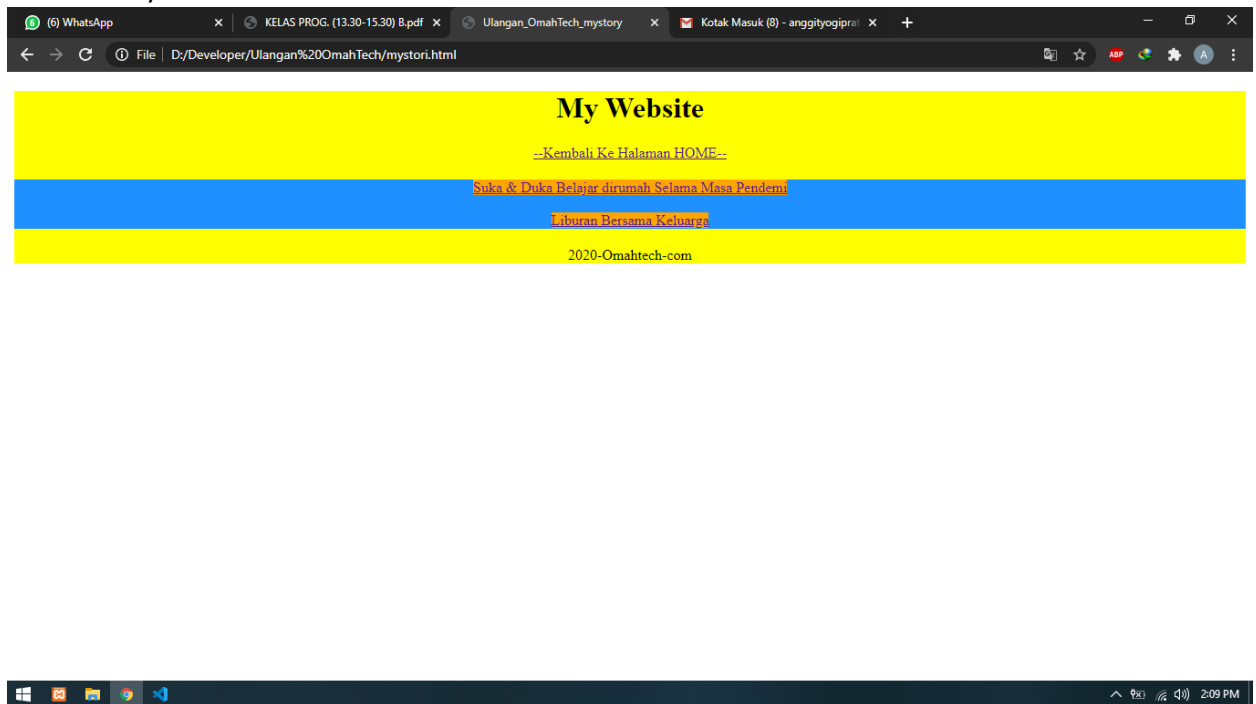 (6) WhatsApp
KELAS PROG. (13.30-15.30) B.pdf
Ulangan_OmahTech_mystory
Kotak Masuk (8) - anggityogiprat
File
D:/Developer/Ulangan%20OmahTech/mystori.html
ABP
A
My Website
--Kembali Ke Halaman HOME--
Suka & Duka Belajar dirumah Selama Masa Pendemi
Liburan Bersama Keluarga
2020-Omahtech-com
2:09 PM